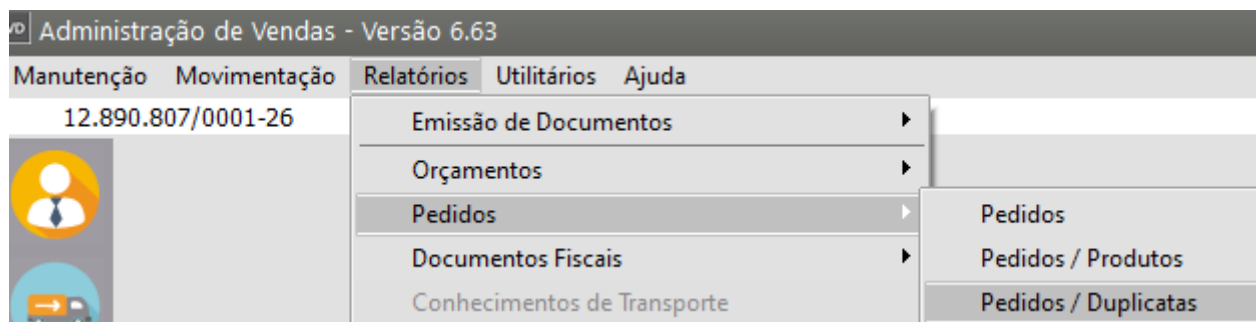 Administração de Vendas - Versão 6.63
Manutenção Movimentação Relatórios Utilitários Ajuda
12.890.807/0001-26
Emissão de Documentos
Orçamentos
Pedidos
Documentos Fiscais
Conhecimentos de Transporte
Pedidos
Pedidos / Produtos
Pedidos / Duplicatas